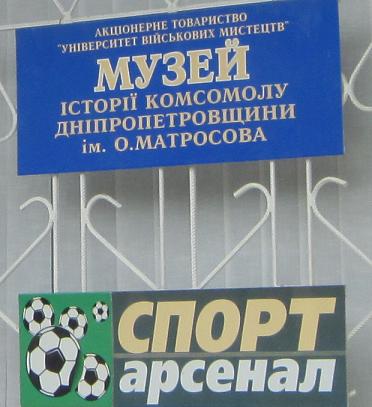 АКЦІОНЕРНЕ ТОВАРИСТВО
"УНІВЕРСИТЕТ ВІЙСЬКОВИХ МИСТЕЦТВ"
МУЗЕЙ
ІСТОРІЇ КОМСОМОЛУ
ДНІПРОПЕТРОВЩИНИ
ім. О.МАТРОСОВА
СПОРТ
арсенал